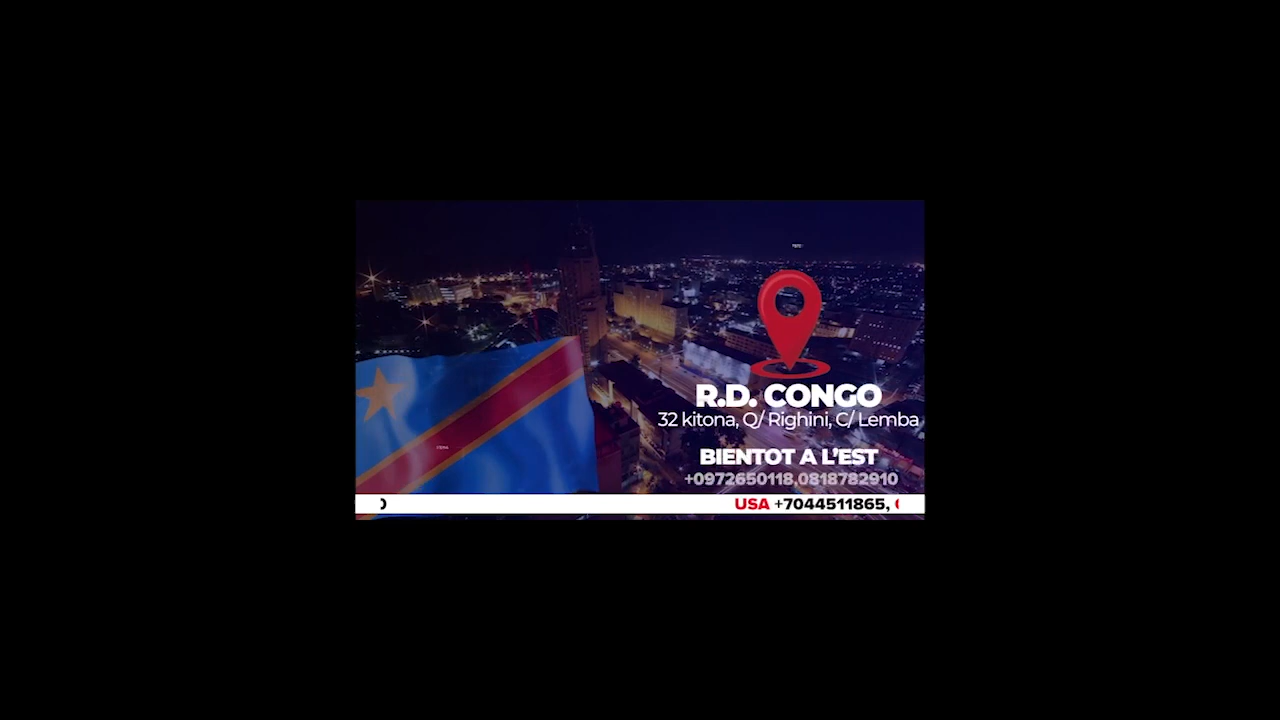 R.D. CONGO
32 kitona, Q/ Righini, C/ Lemba
BIENTOT A L'EST
+0972650118,0818782910
USA +7044511865,